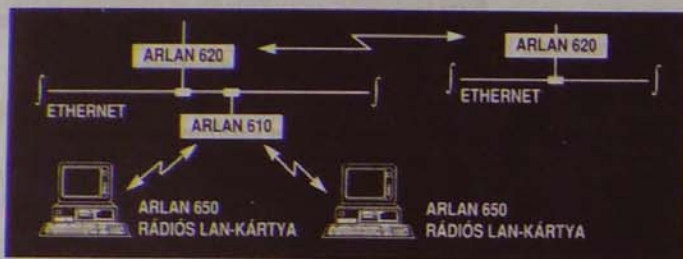 ARLAN 620
ARLAN 620
ETHERNET
ETHERNET
ARLAN 610
ARLAN 650
RÁDIÓS LAN-KÁRTYA
ARLAN 650
RÁDIÓS LAN-KÁRTYA